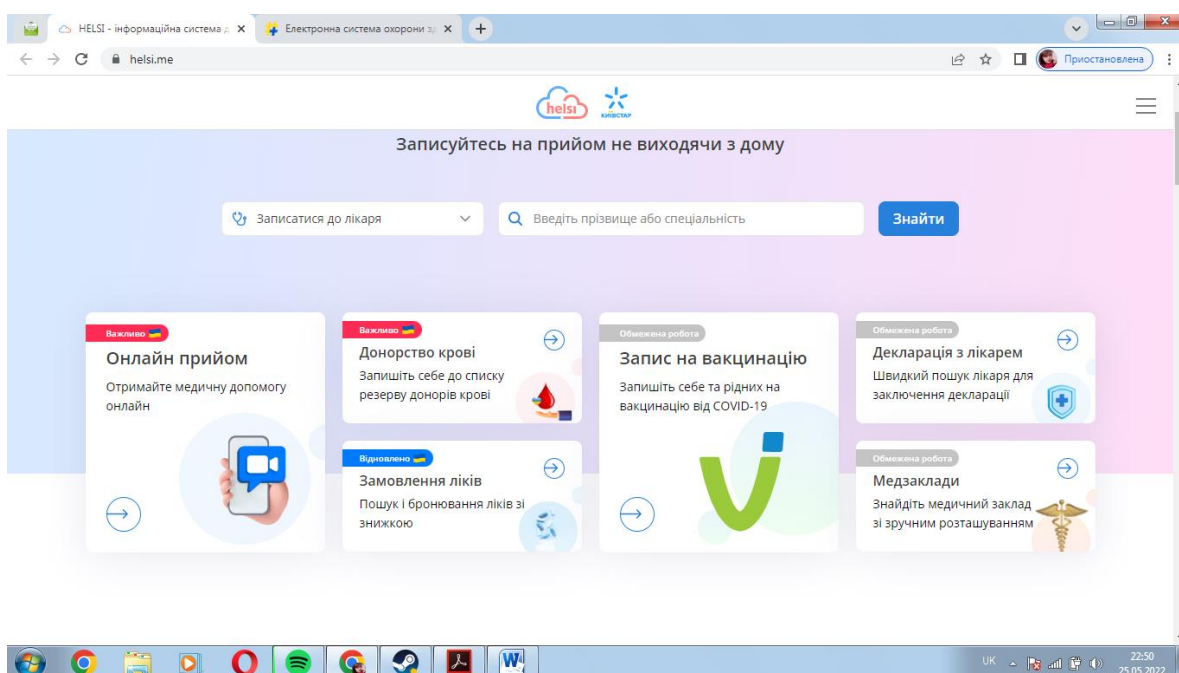 HELSI - інформаційна система д
Електронна система охорони зд
helsi.me
Приостановлена
helsi
КИЇВСТАР
Записуйтесь на прийом не виходячи з дому
Записатися до лікаря
Введіть прізвище або спеціальність
Знайти
Важливо
Онлайн прийом
Отримайте медичну допомогу
онлайн
Важливо
Донорство крові
Запишіть себе до списку
резерву донорів крові
Відновлено
Замовлення ліків
Пошук і бронювання ліків зі
знижкою
Обмежена робота
Запис на вакцинацію
Запишіть себе та рідних на
вакцинацію від COVID-19
Обмежена робота
Декларація з лікарем
Швидкий пошук лікаря для
заключення декларації
Обмежена робота
Медзаклади
Знайдіть медичний заклад
зі зручним розташуванням
UK
22:50
25.05.2022